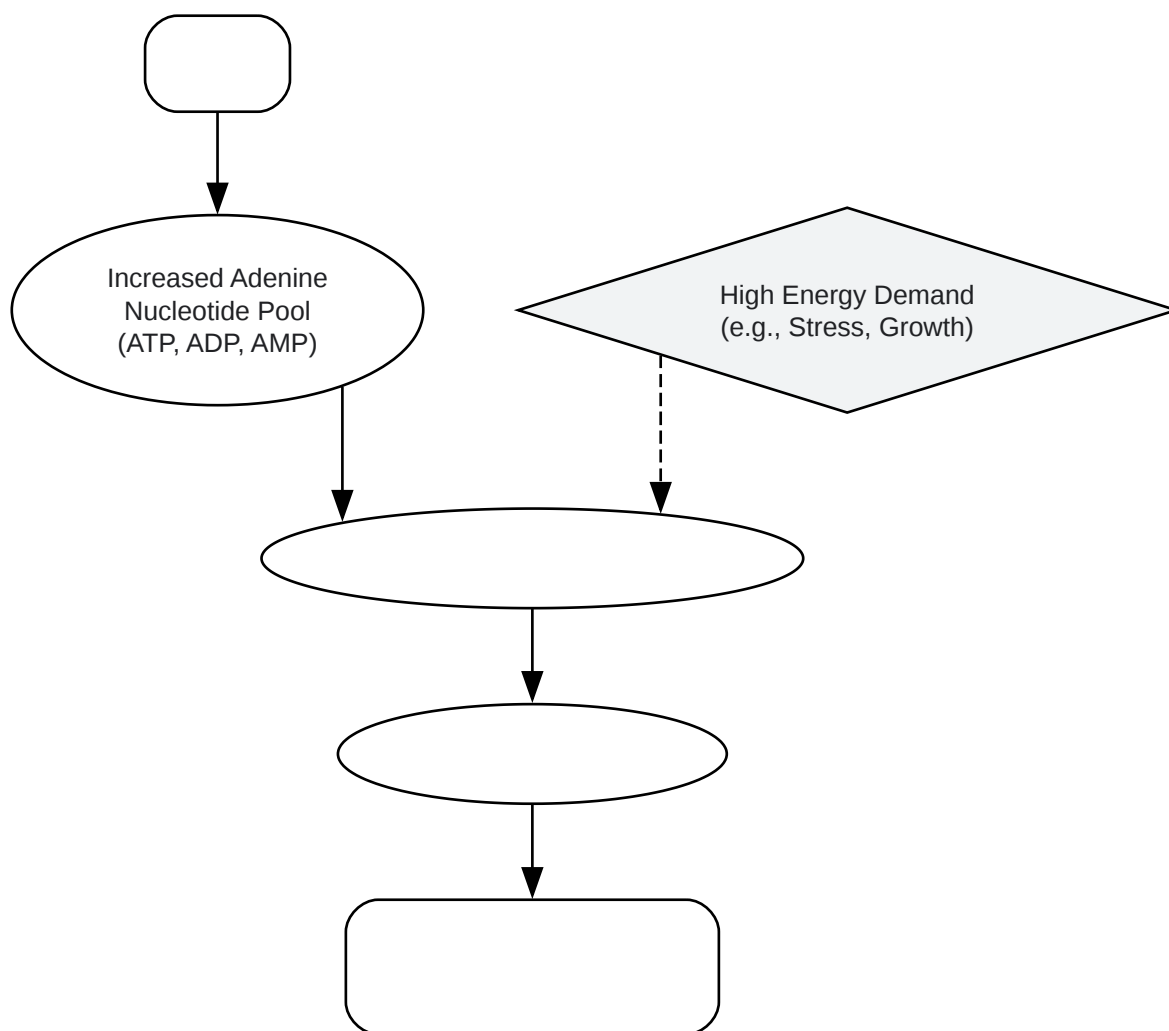 Increased Adenine
Nucleotide Pool
(ATP, ADP, AMP)
High Energy Demand
(e.g., Stress, Growth)